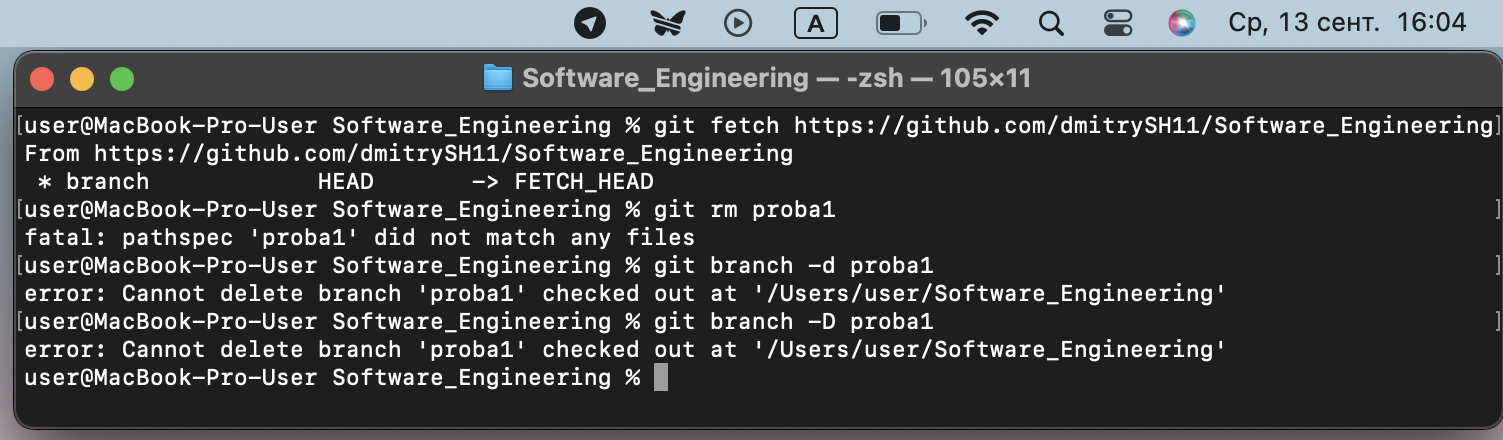 A Ср, 13 сент. 16:04
Software_Engineering — -zsh — 105×11
[user@MacBook-Pro-User Software_Engineering % git fetch https://github.com/dmitrySH11/Software_Engineering]
From https://github.com/dmitrySH11/Software_Engineering
 * branch            HEAD       -> FETCH_HEAD
[user@MacBook-Pro-User Software_Engineering % git rm proba1 ]
fatal: pathspec 'proba1' did not match any files
[user@MacBook-Pro-User Software_Engineering % git branch -d proba1 ]
error: Cannot delete branch 'proba1' checked out at '/Users/user/Software_Engineering'
[user@MacBook-Pro-User Software_Engineering % git branch -D proba1 ]
error: Cannot delete branch 'proba1' checked out at '/Users/user/Software_Engineering'
user@MacBook-Pro-User Software_Engineering %